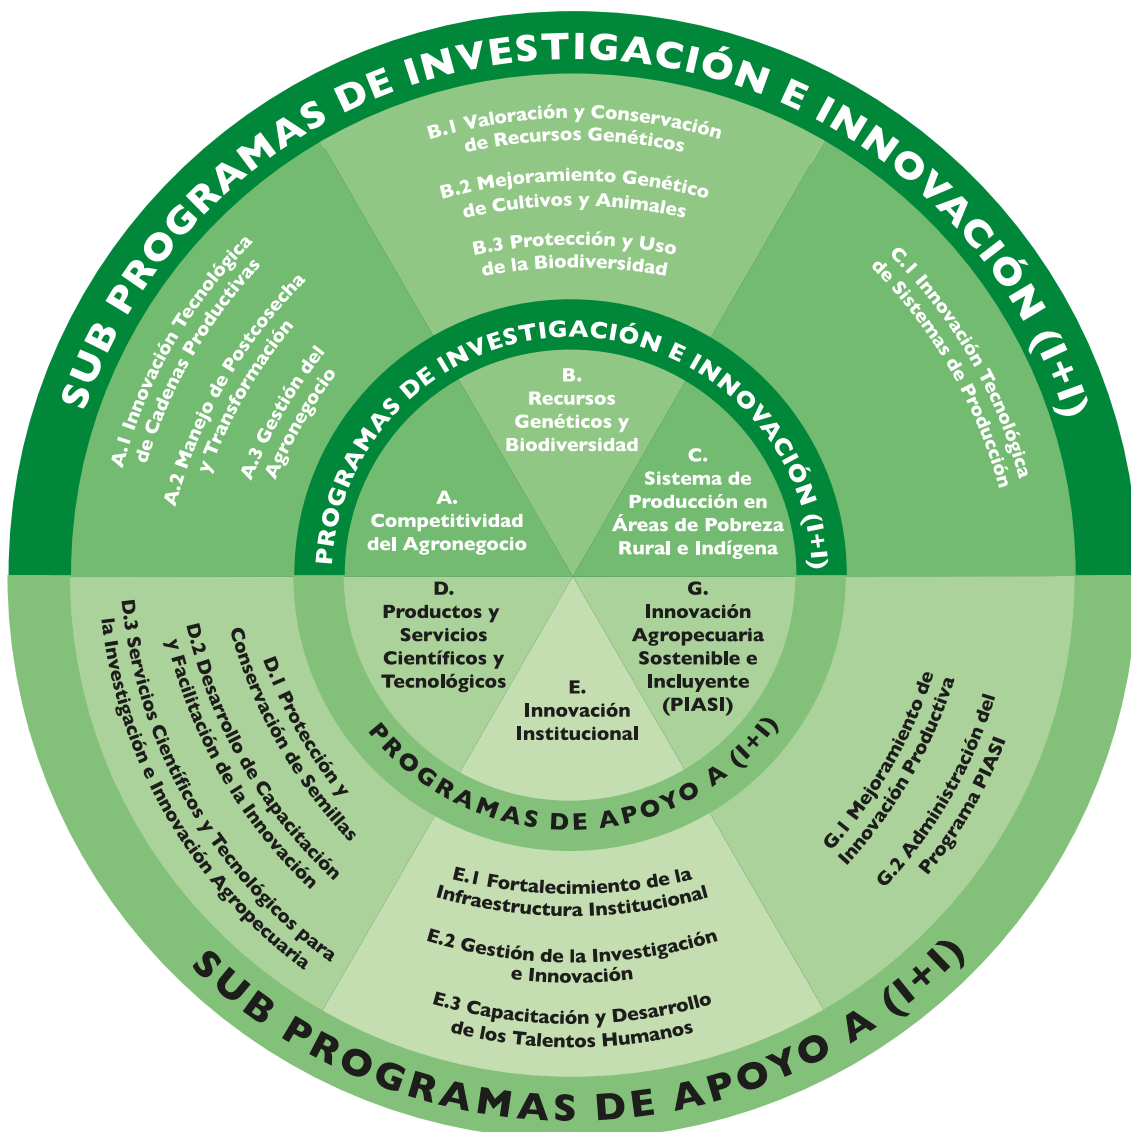 SUB PROGRAMAS DE INVESTIGACIÓN E INNOVACIÓN (I+I)
B.1 Valoración y Conservación
de Recursos Genéticos
B.2 Mejoramiento Genético
de Cultivos y Animales
B.3 Protección y Uso
de la Biodiversidad
A.1 Innovación Tecnológica
de Cadenas Productivas
A.2 Manejo de Postcosecha
y Transformación
A.3 Gestión del
Agronegocio
C.1 Innovación Tecnológica
de Sistemas de Producción
PROGRAMAS DE INVESTIGACIÓN E INNOVACIÓN (I+I)
B.
Recursos
Genéticos y
Biodiversidad
A.
Competitividad
del Agronegocio
C.
Sistema de
Producción en
Áreas de Pobreza
Rural e Indígena
D.
Productos y
Servicios
Científicos y
Tecnológicos
E.
Innovación
Institucional
G.
Innovación
Agropecuaria
Sostenible e
Incluyente
(PIASI)
PROGRAMAS DE APOYO A (I+I)
D.1 Protección y
Conservación de Semillas
D.2 Desarrollo de Capacitación
y Facilitación de la Innovación
D.3 Servicios Científicos y Tecnológicos para
la Investigación e Innovación Agropecuaria
E.1 Fortalecimiento de la
Infraestructura Institucional
E.2 Gestión de la Investigación
e Innovación
E.3 Capacitación y Desarrollo
de los Talentos Humanos
G.1 Mejoramiento de
Innovación Productiva
G.2 Administración del
Programa PIASI
SUB PROGRAMAS DE APOYO A (I+I)